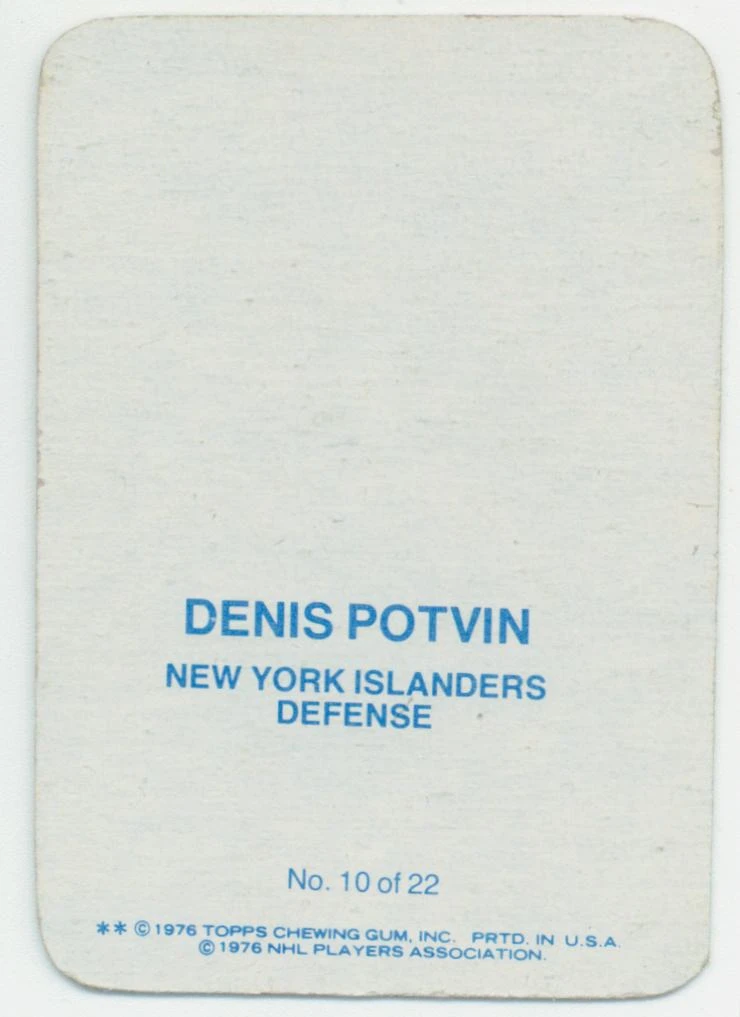 DENIS POTVIN
NEW YORK ISLANDERS
DEFENSE
No. 10 of 22
** © 1976 TOPPS CHEWING GUM, INC. PRTD. IN U.S.A.
© 1976 NHL PLAYERS ASSOCIATION.